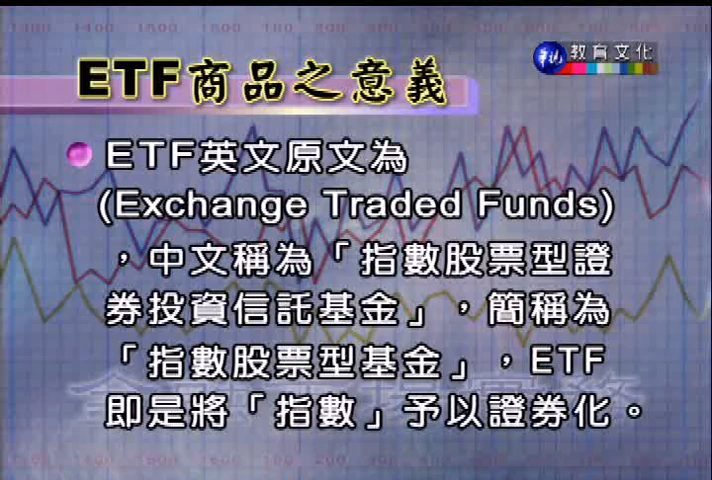 ETF商品之意義
華視 教育文化
ETF英文原文為
(Exchange Traded Funds)
，中文稱為「指數股票型證
券投資信託基金」，簡稱為
「指數股票型基金」，ETF
即是將「指數」予以證券化。